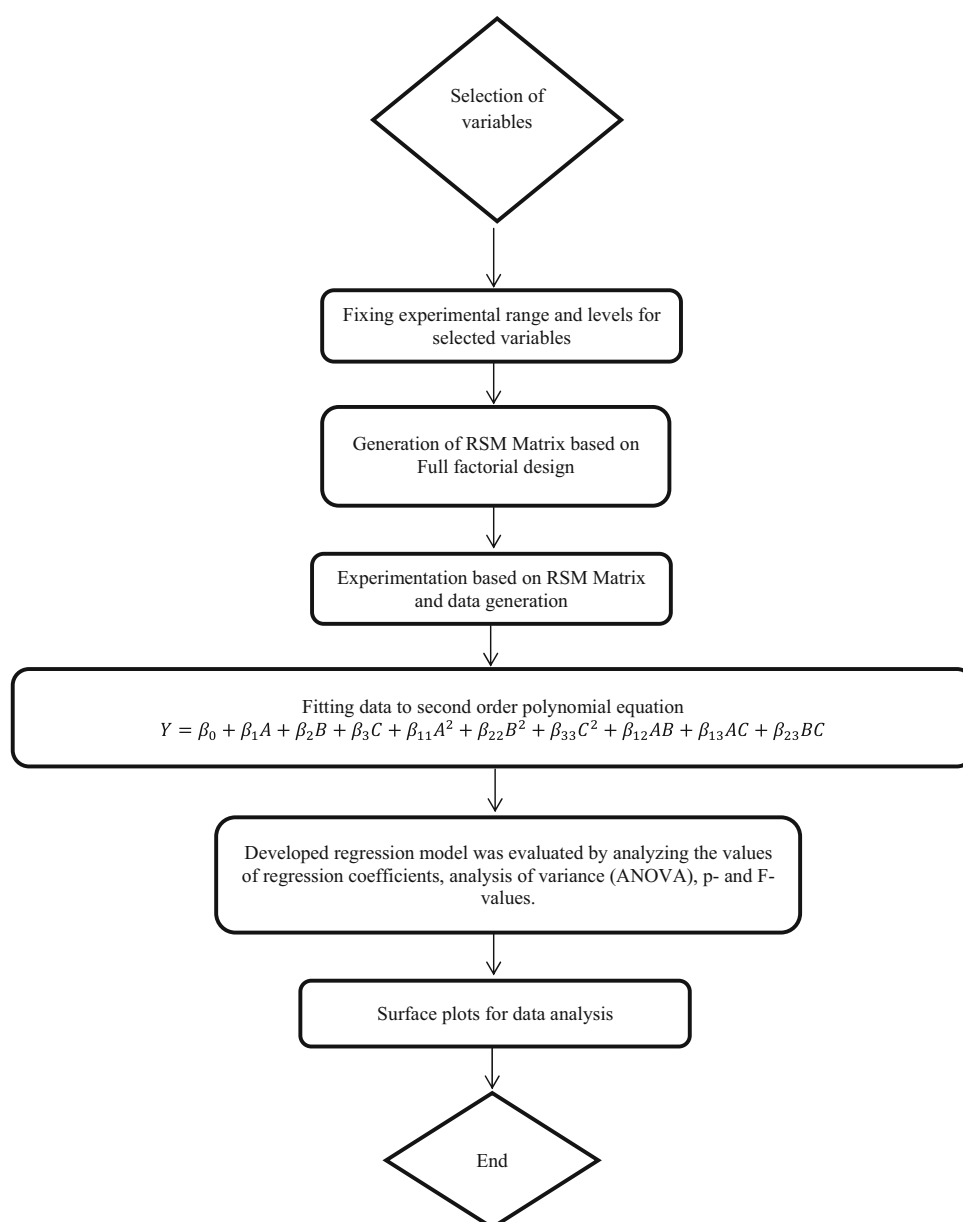 Selection of
variables
Fixing experimental range and levels for
selected variables
Generation of RSM Matrix based on
Full factorial design
Experimentation based on RSM Matrix
and data generation
Fitting data to second order polynomial equation
𝑌 = 𝛽₀ + 𝛽₁𝐴 + 𝛽₂𝐵 + 𝛽₃𝐶 + 𝛽₁₁𝐴² + 𝛽₂₂𝐵² + 𝛽₃₃𝐶² + 𝛽₁₂𝐴𝐵 + 𝛽₁₃𝐴𝐶 + 𝛽₂₃𝐵𝐶
Developed regression model was evaluated by analyzing the values
of regression coefficients, analysis of variance (ANOVA), p- and F-
values.
Surface plots for data analysis
End